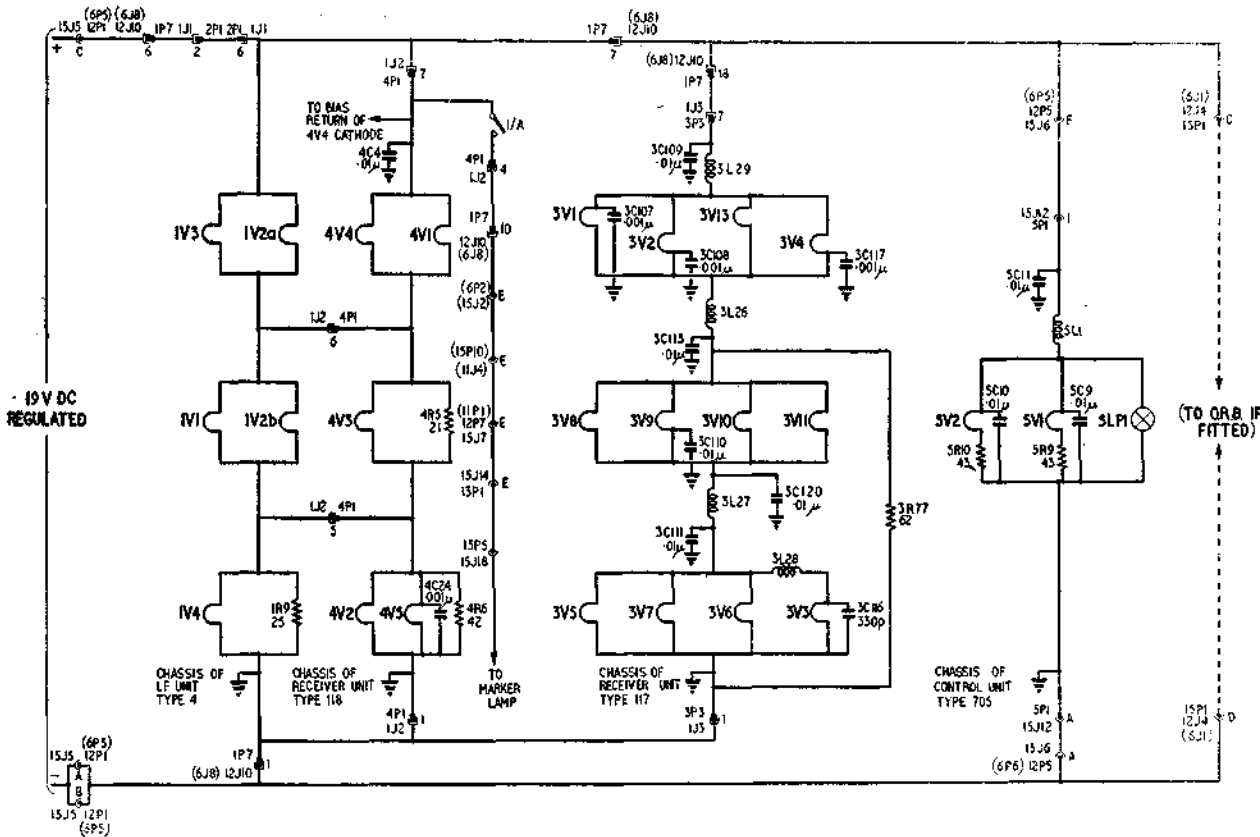 (6P5) (6J8)
15J5 12P1 12J10 1P7 1J1 2P1 2P1 1J1
+ C 6 2 6
1P7 (6J8)
12J10
7
1J2
4P1
7
TO BIAS
RETURN OF
4V4 CATHODE
4C4
·01µ
1/A
4P1
1J2
4
1P7
12J10
(6J8)
10
(6P2)
(15J2)
E
(15P10)
(11J4)
E
(11P1)
12P7
15J7
E
15J14
13P1
E
13P5
15J18
TO
MARKER
LAMP
1V3
1V2a
4V4
4V1
1J2 4P1
6
1V1
1V2b
4V3
4R5
21
1J2 4P1
5
1V4
1R9
25
4V2
4V5
4C24
·001µ
4R6
42
CHASSIS OF
LF UNIT
TYPE 4
CHASSIS OF
RECEIVER UNIT
TYPE 118
4P1
1J2
1
1P7
(6J8) 12J10
1
19V DC
REGULATED
(6P5)
15J5 12P1
A
B
15J5 12P1
(6P5)
−
(6J8)12J10
1P7
18
1J3
3P3
7
3C109
·01µ
3L29
3V1
3C107
·001µ
3V2
3C108
·001µ
3V13
3V4
3C117
·001µ
3L26
3C113
·01µ
3V8
3V9
3C110
·01µ
3V10
3V11
3L27
3C120
·01µ
3C111
·01µ
3R77
62
3L28
3V5
3V7
3V6
3V3
3C116
330p
CHASSIS OF
RECEIVER UNIT
TYPE 117
3P3
1J3
1
(6P5)
12P5
15J6
E
15J12
5P1
1
5C11
·01µ
5L1
5V2
5C10
·01µ
5R10
43
5V1
5C9
·01µ
5R9
43
5LP1
CHASSIS OF
CONTROL UNIT
TYPE 705
5P1
15J12
A
15J6
(6P6) 12P5
A
(6J1)
12J4
15P1
C
(TO O.R.B. IF
FITTED)
15P1
12J4
(6J1)
D